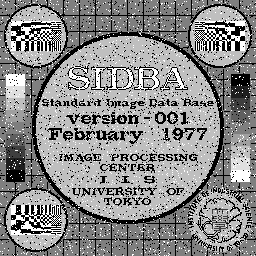 SIDBA
Standard Image Data Base
version-001
February 1977
IMAGE PROCESSING
CENTER
I I S
UNIVERSITY OF
TOKYO